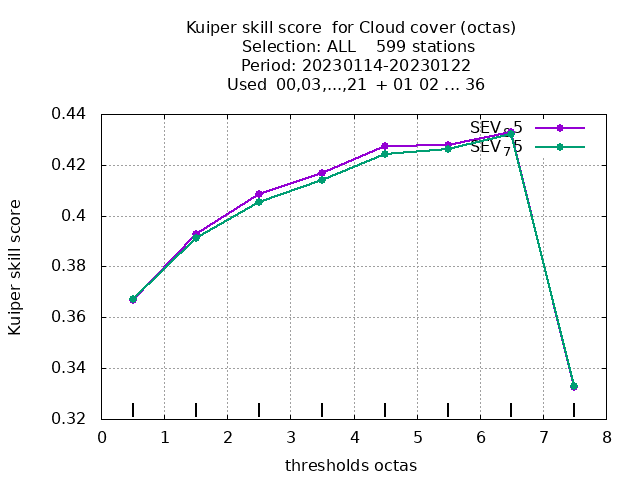 Kuiper skill score  for Cloud cover (octas)
Selection: ALL    599 stations
Period: 20230114-20230122
Used  00,03,...,21  + 01 02 ... 36
0.44
0.42
0.4
0.38
0.36
0.34
0.32
Kuiper skill score
SEV 5
SEV75
0 1 2 3 4 5 6 7 8
thresholds octas